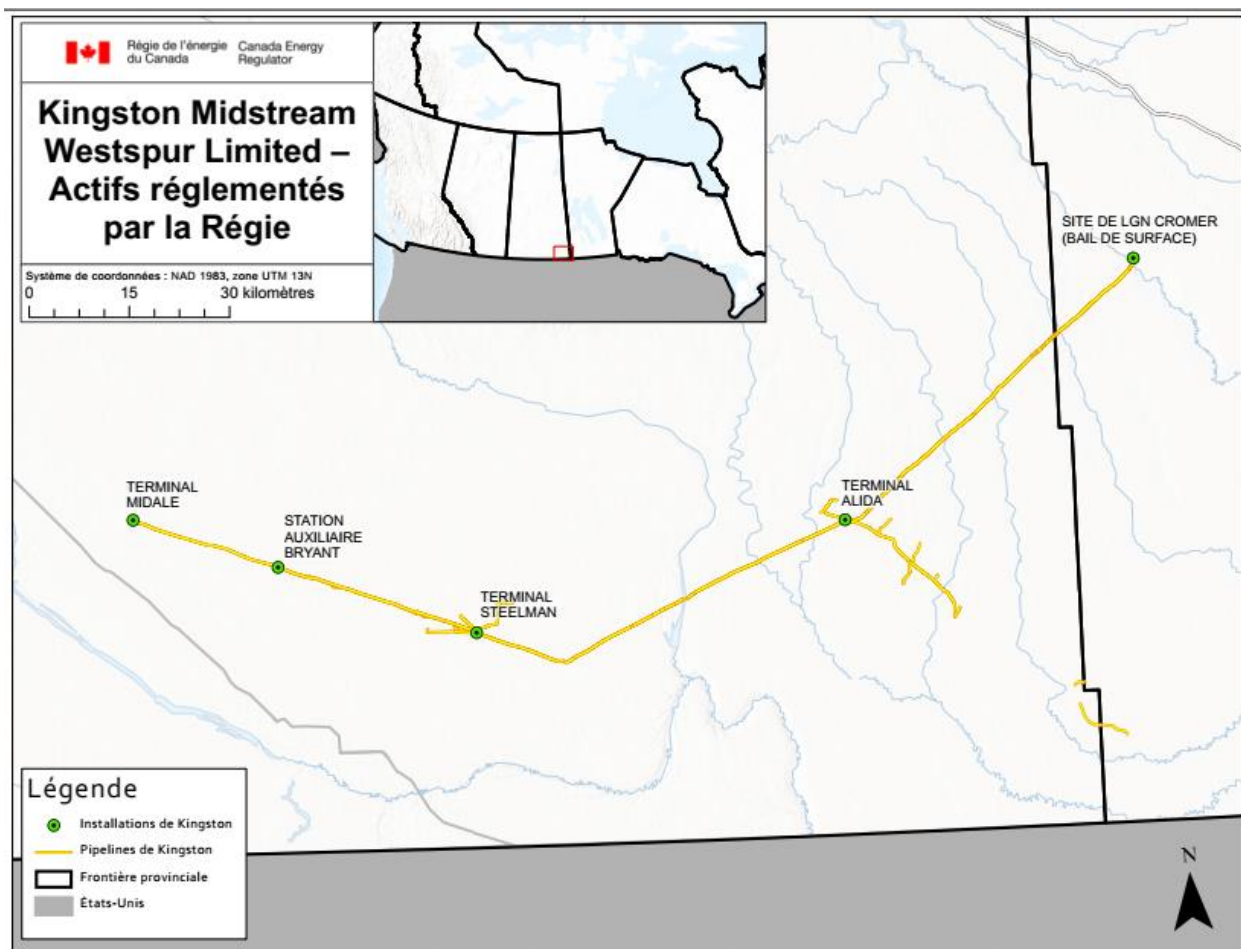 Régie de l'énergie
du Canada
Canada Energy
Regulator
Kingston Midstream
Westspur Limited –
Actifs réglementés
par la Régie
Système de coordonnées : NAD 1983, zone UTM 13N
0 15 30 kilomètres
SITE DE LGN CROMER
(BAIL DE SURFACE)
TERMINAL
MIDALE
STATION
AUXILIAIRE
BRYANT
TERMINAL
STEELMAN
TERMINAL
ALIDA
Légende
Installations de Kingston
Pipelines de Kingston
Frontière provinciale
États-Unis
N